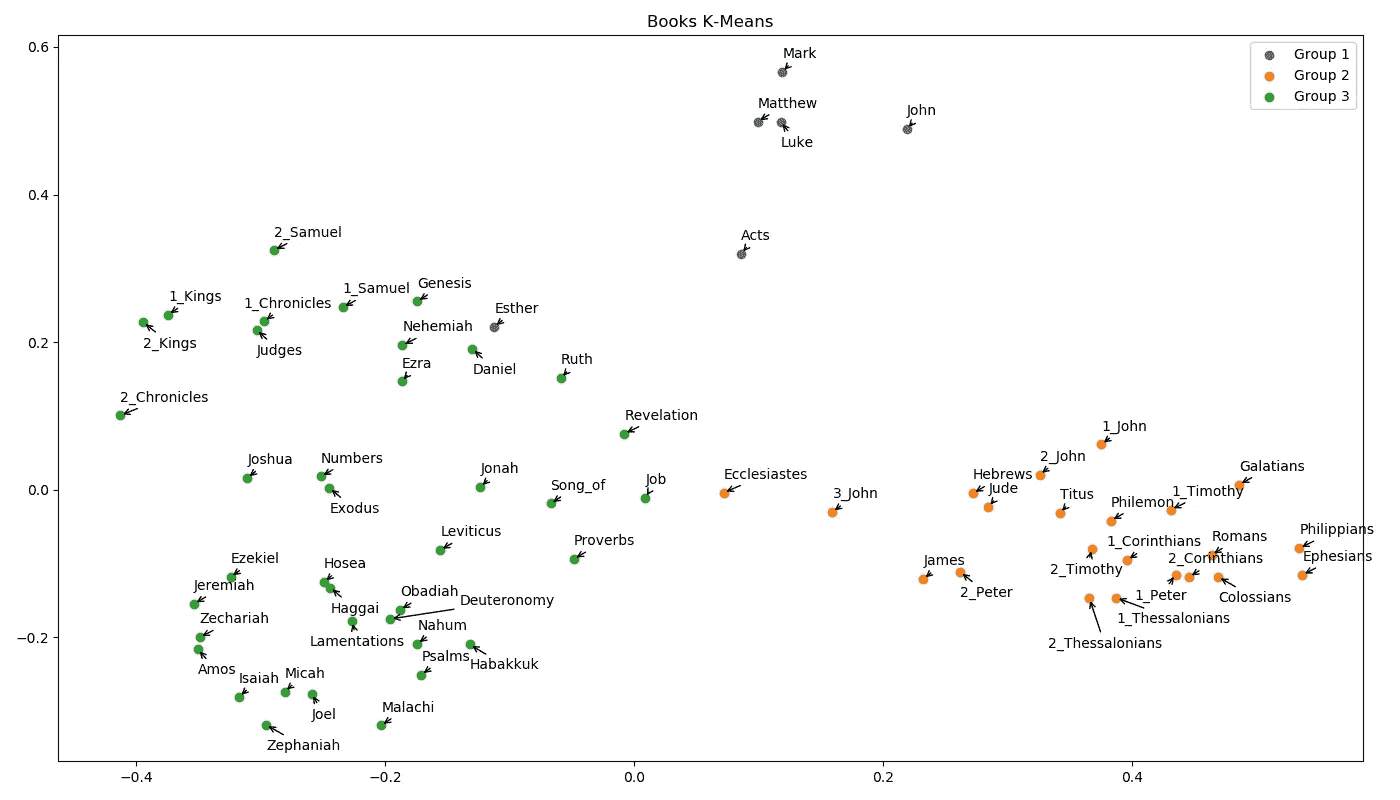 Books K-Means
Group 1
Group 2
Group 3
0.6
0.4
0.2
0.0
−0.2
Mark
Matthew
John
Luke
Acts
2_Samuel
1_Kings
1_Chronicles
1_Samuel
Genesis
Esther
Nehemiah
2_Kings
Judges
Ezra
Daniel
Ruth
2_Chronicles
Revelation
1_John
Joshua
Numbers
Jonah
Song_of
Job
Ecclesiastes
3_John
Hebrews
Jude
2_John
Titus
Philemon
1_Timothy
Galatians
Exodus
Leviticus
Proverbs
1_Corinthians
Romans
Philippians
Ezekiel
Hosea
James
2_Timothy
2_Corinthians
Ephesians
Jeremiah
Haggai
Obadiah
Deuteronomy
2_Peter
1_Peter
Colossians
Zechariah
Lamentations
Nahum
1_Thessalonians
Amos
Psalms
Habakkuk
2_Thessalonians
Isaiah
Micah
Joel
Malachi
Zephaniah
−0.4
−0.2
0.0
0.2
0.4